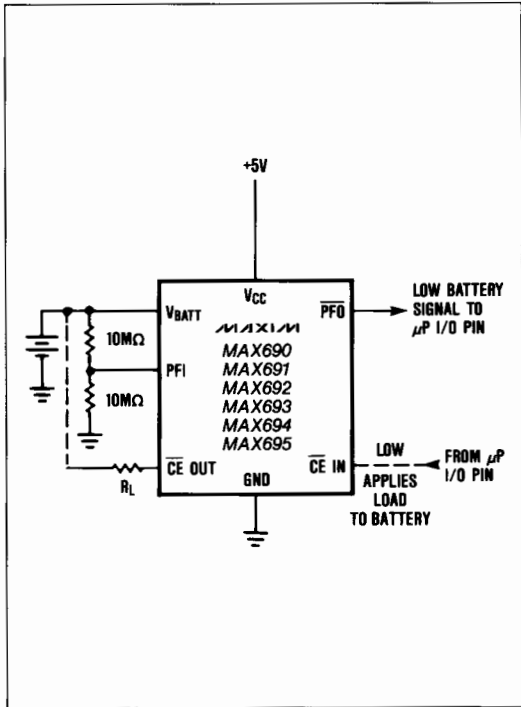 +5V
VBATT
VCC
PFO
LOW BATTERY
SIGNAL TO
µP I/O PIN
10MΩ
MAXIM
MAX690
MAX691
MAX692
MAX693
MAX694
MAX695
PFI
10MΩ
RL
CE OUT
GND
CE IN
LOW
APPLIES
LOAD
TO BATTERY
FROM µP
I/O PIN